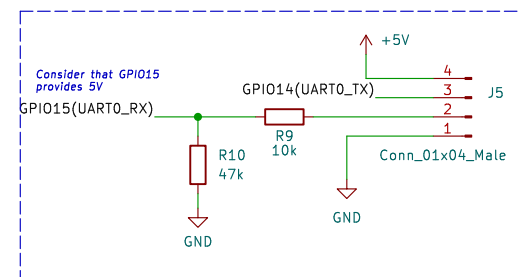 +5V
Consider that GPIO15
provides 5V
4
GPIO14(UART0_TX)
3
J5
GPIO15(UART0_RX)
2
R9
10k
1
R10
47k
Conn_01x04_Male
GND
GND